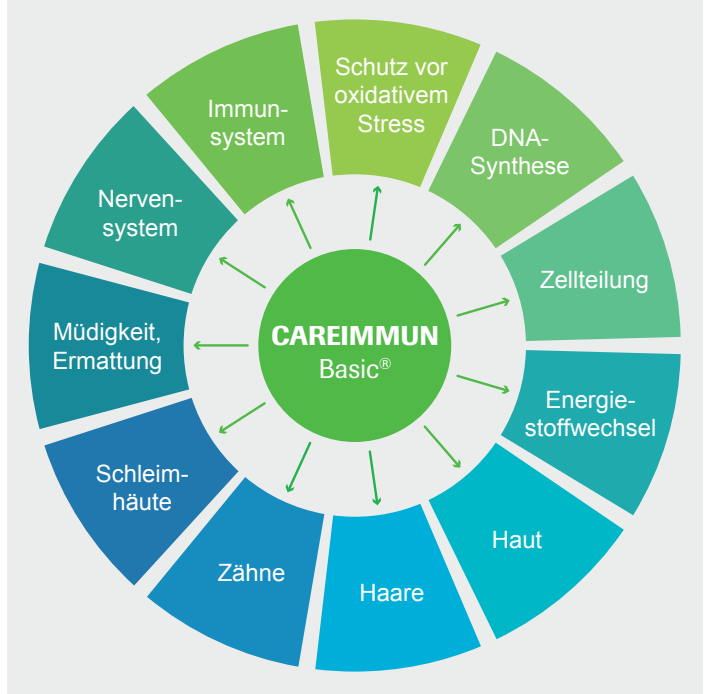 Schutz vor
oxidativem
Stress
DNA-
Synthese
Zellteilung
Energie-
stoffwechsel
Haut
Haare
Zähne
Schleim-
häute
Müdigkeit,
Ermattung
Nerven-
system
Immun-
system
CAREIMMUN
Basic®